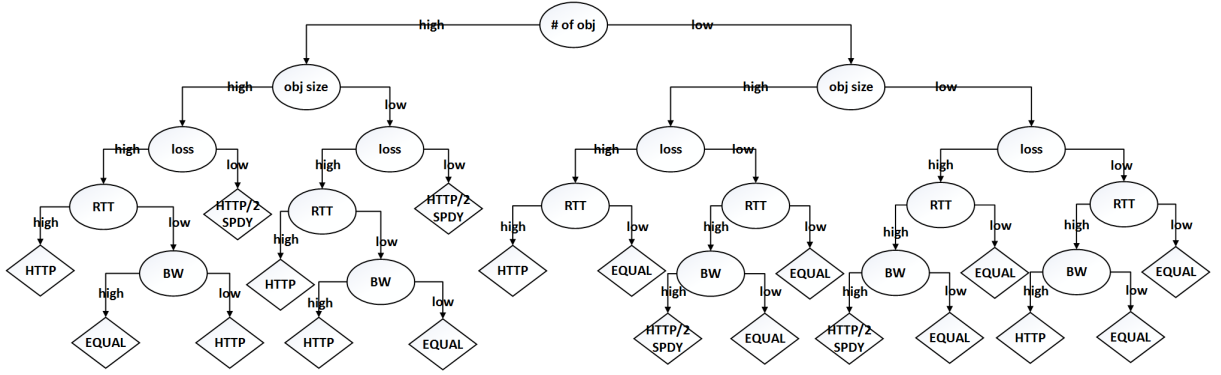 # of obj
high
low
obj size
obj size
high
low
high
low
loss
loss
loss
loss
high
low
high
low
high
low
high
low
RTT
HTTP/2
SPDY
RTT
HTTP/2
SPDY
RTT
RTT
RTT
RTT
high
low
high
low
high
low
high
low
high
low
high
low
HTTP
BW
HTTP
BW
HTTP
EQUAL
BW
EQUAL
BW
EQUAL
BW
EQUAL
high
low
high
low
high
low
high
low
high
low
EQUAL
HTTP
HTTP
EQUAL
HTTP/2
SPDY
EQUAL
HTTP/2
SPDY
EQUAL
HTTP
EQUAL